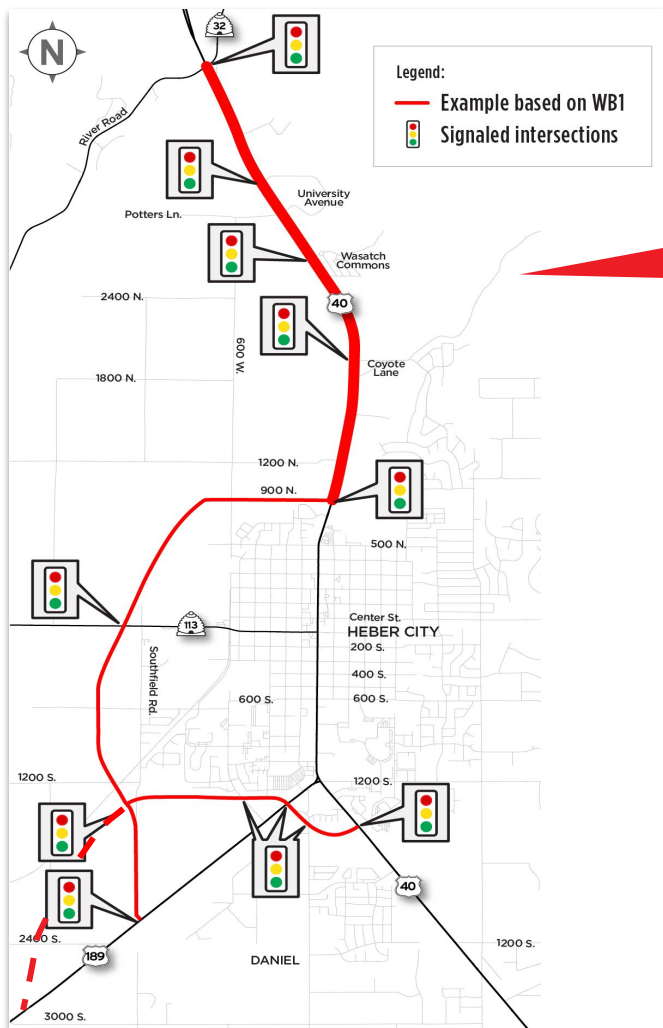 32
N
Legend:
Example based on WB1
Signaled intersections
River Road
University
Avenue
Potters Ln.
Wasatch
Commons
2400 N.
40
600 W.
Coyote
Lane
1800 N.
1200 N.
900 N.
500 N.
Center St.
113
HEBER CITY
200 S.
Southfield Rd.
400 S.
600 S.
600 S.
1200 S.
1200 S.
40
2400 S.
1200 S.
189
DANIEL
3000 S.